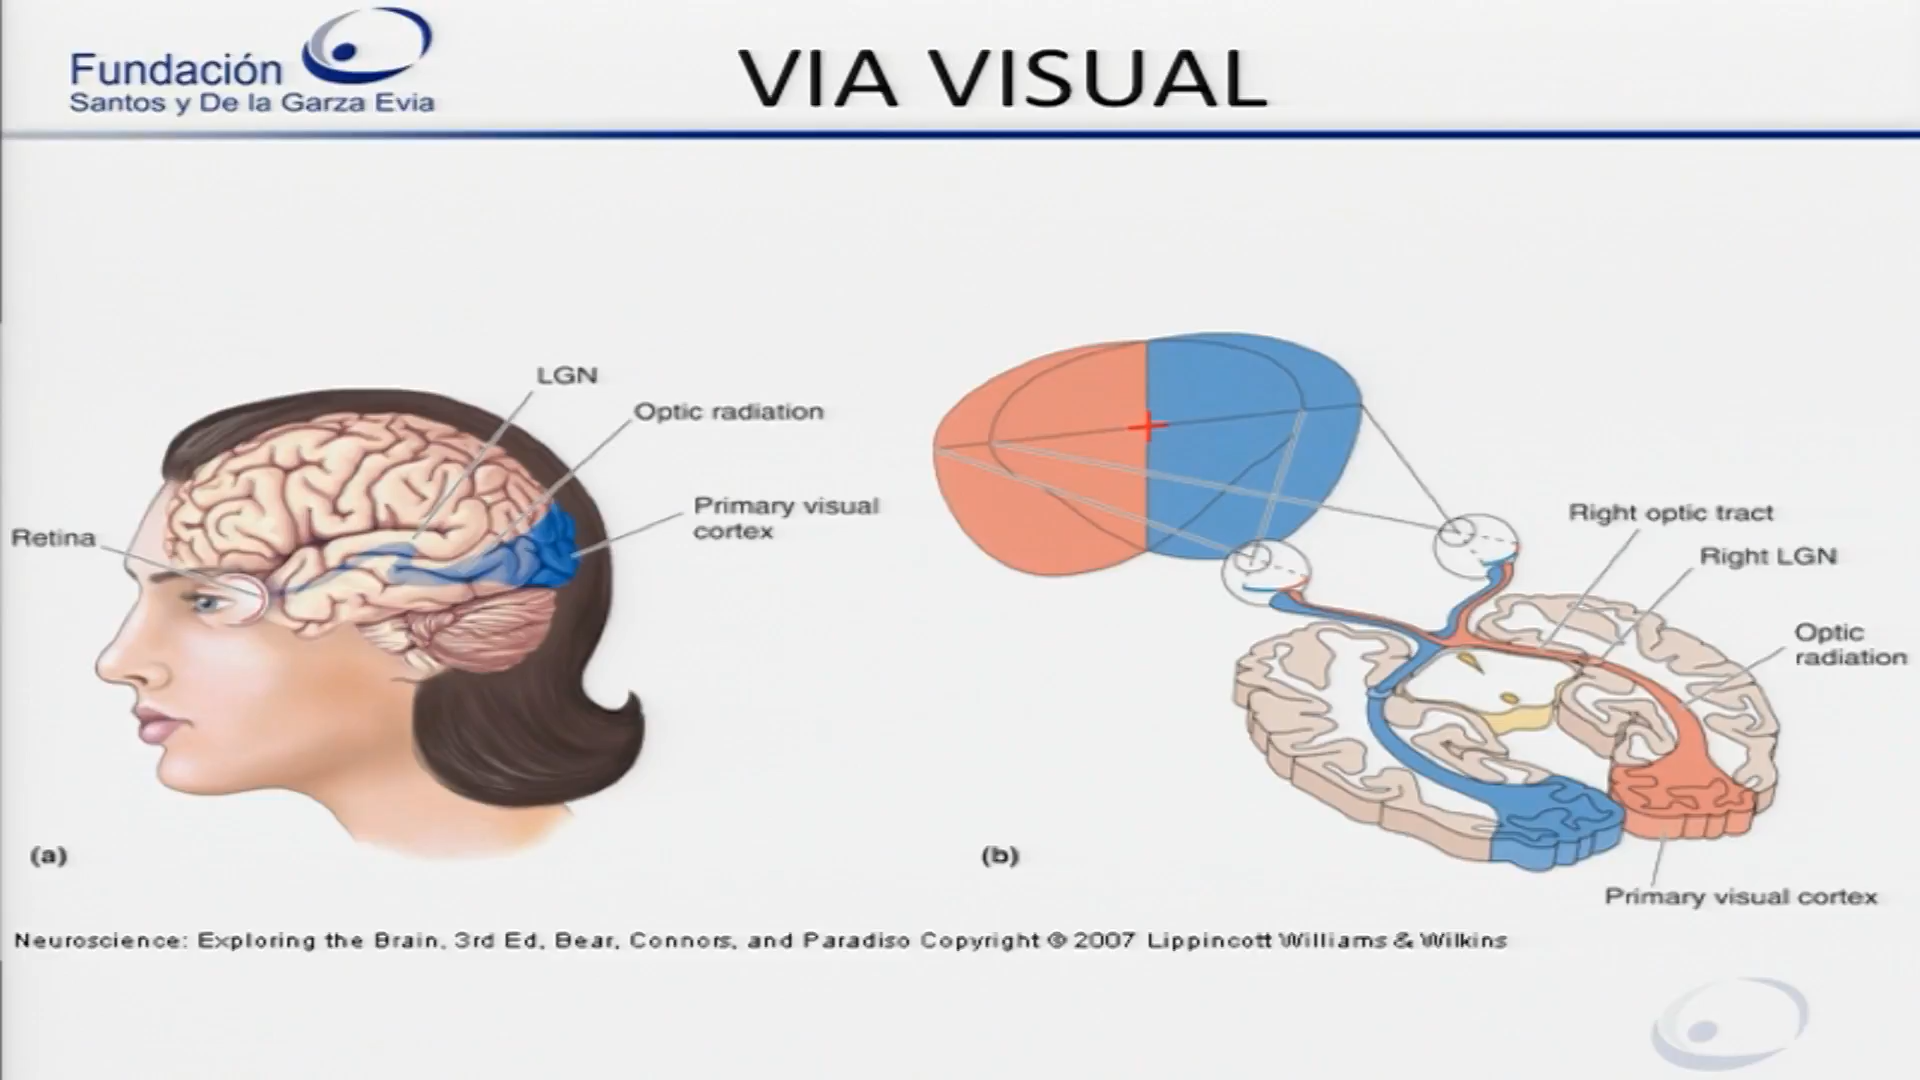 Fundación
Santos y De la Garza Evia
VIA VISUAL
LGN
Optic radiation
Primary visual
cortex
Retina
(a)
Right optic tract
Right LGN
Optic
radiation
Primary visual cortex
(b)
Neuroscience: Exploring the Brain, 3rd Ed, Bear, Connors, and Paradiso Copyright © 2007 Lippincott Williams & Wilkins